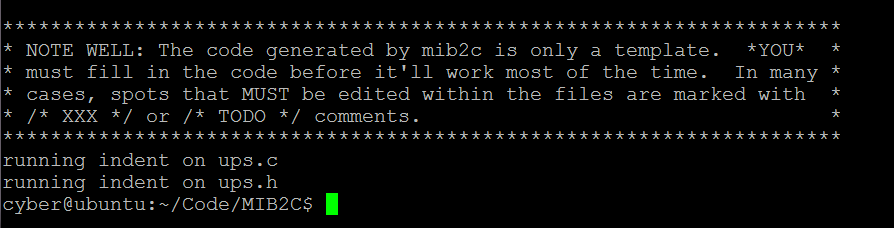 **********************************************************************
* NOTE WELL: The code generated by mib2c is only a template.  *YOU*  *
* must fill in the code before it'll work most of the time.  In many *
* cases, spots that MUST be edited within the files are marked with  *
* /* XXX */ or /* TODO */ comments.                                  *
**********************************************************************
running indent on ups.c
running indent on ups.h
cyber@ubuntu:~/Code/MIB2C$